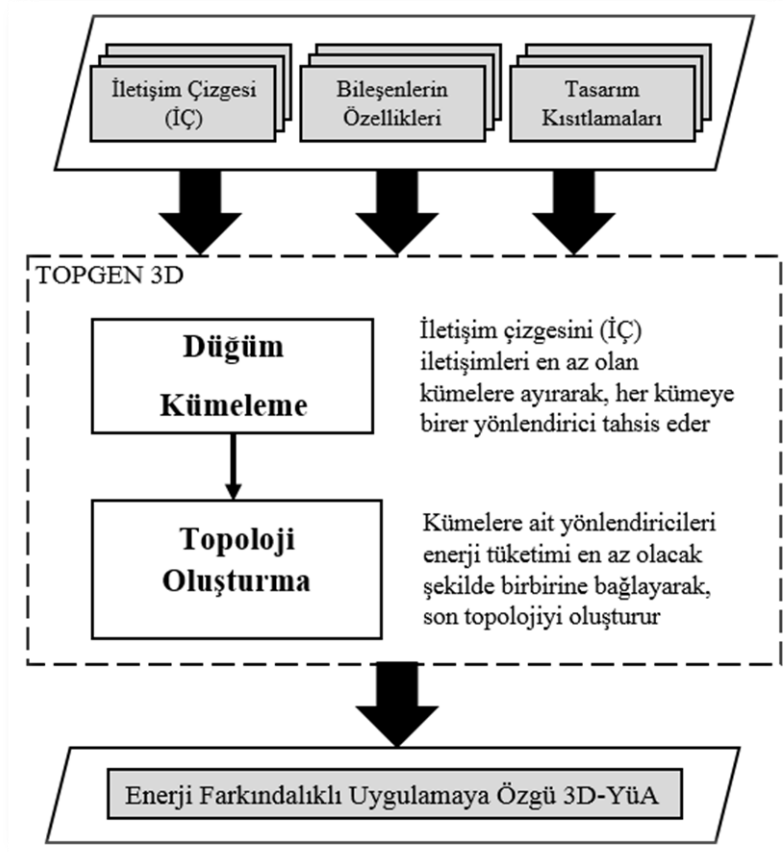 İletişim Çizgesi
(İÇ)
Bileşenlerin
Özellikleri
Tasarım
Kısıtlamaları
TOPGEN 3D
Düğüm
Kümeleme
İletişim çizgesini (İÇ)
iletişimleri en az olan
kümelere ayırarak, her kümeye
birer yönlendirici tahsis eder
Topoloji
Oluşturma
Kümelere ait yönlendiricileri
enerji tüketimi en az olacak
şekilde birbirine bağlayarak,
son topolojiyi oluşturur
Enerji Farkındalıklı Uygulamaya Özgü 3D-YüA